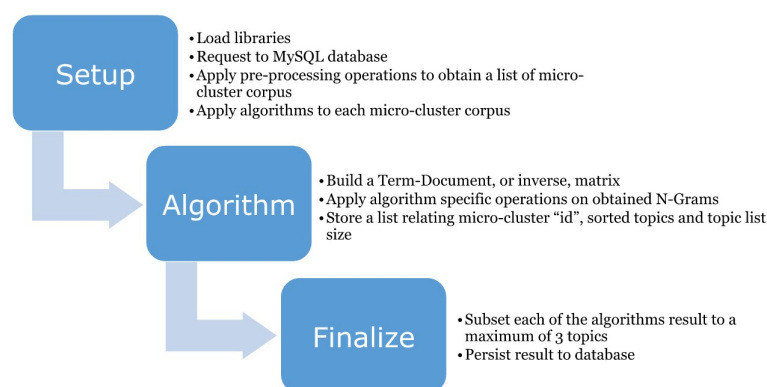 Setup
• Load libraries
• Request to MySQL database
• Apply pre-processing operations to obtain a list of micro-
cluster corpus
• Apply algorithms to each micro-cluster corpus
Algorithm
• Build a Term-Document, or inverse, matrix
• Apply algorithm specific operations on obtained N-Grams
• Store a list relating micro-cluster “id”, sorted topics and topic list
size
Finalize
• Subset each of the algorithms result to a
maximum of 3 topics
• Persist result to database